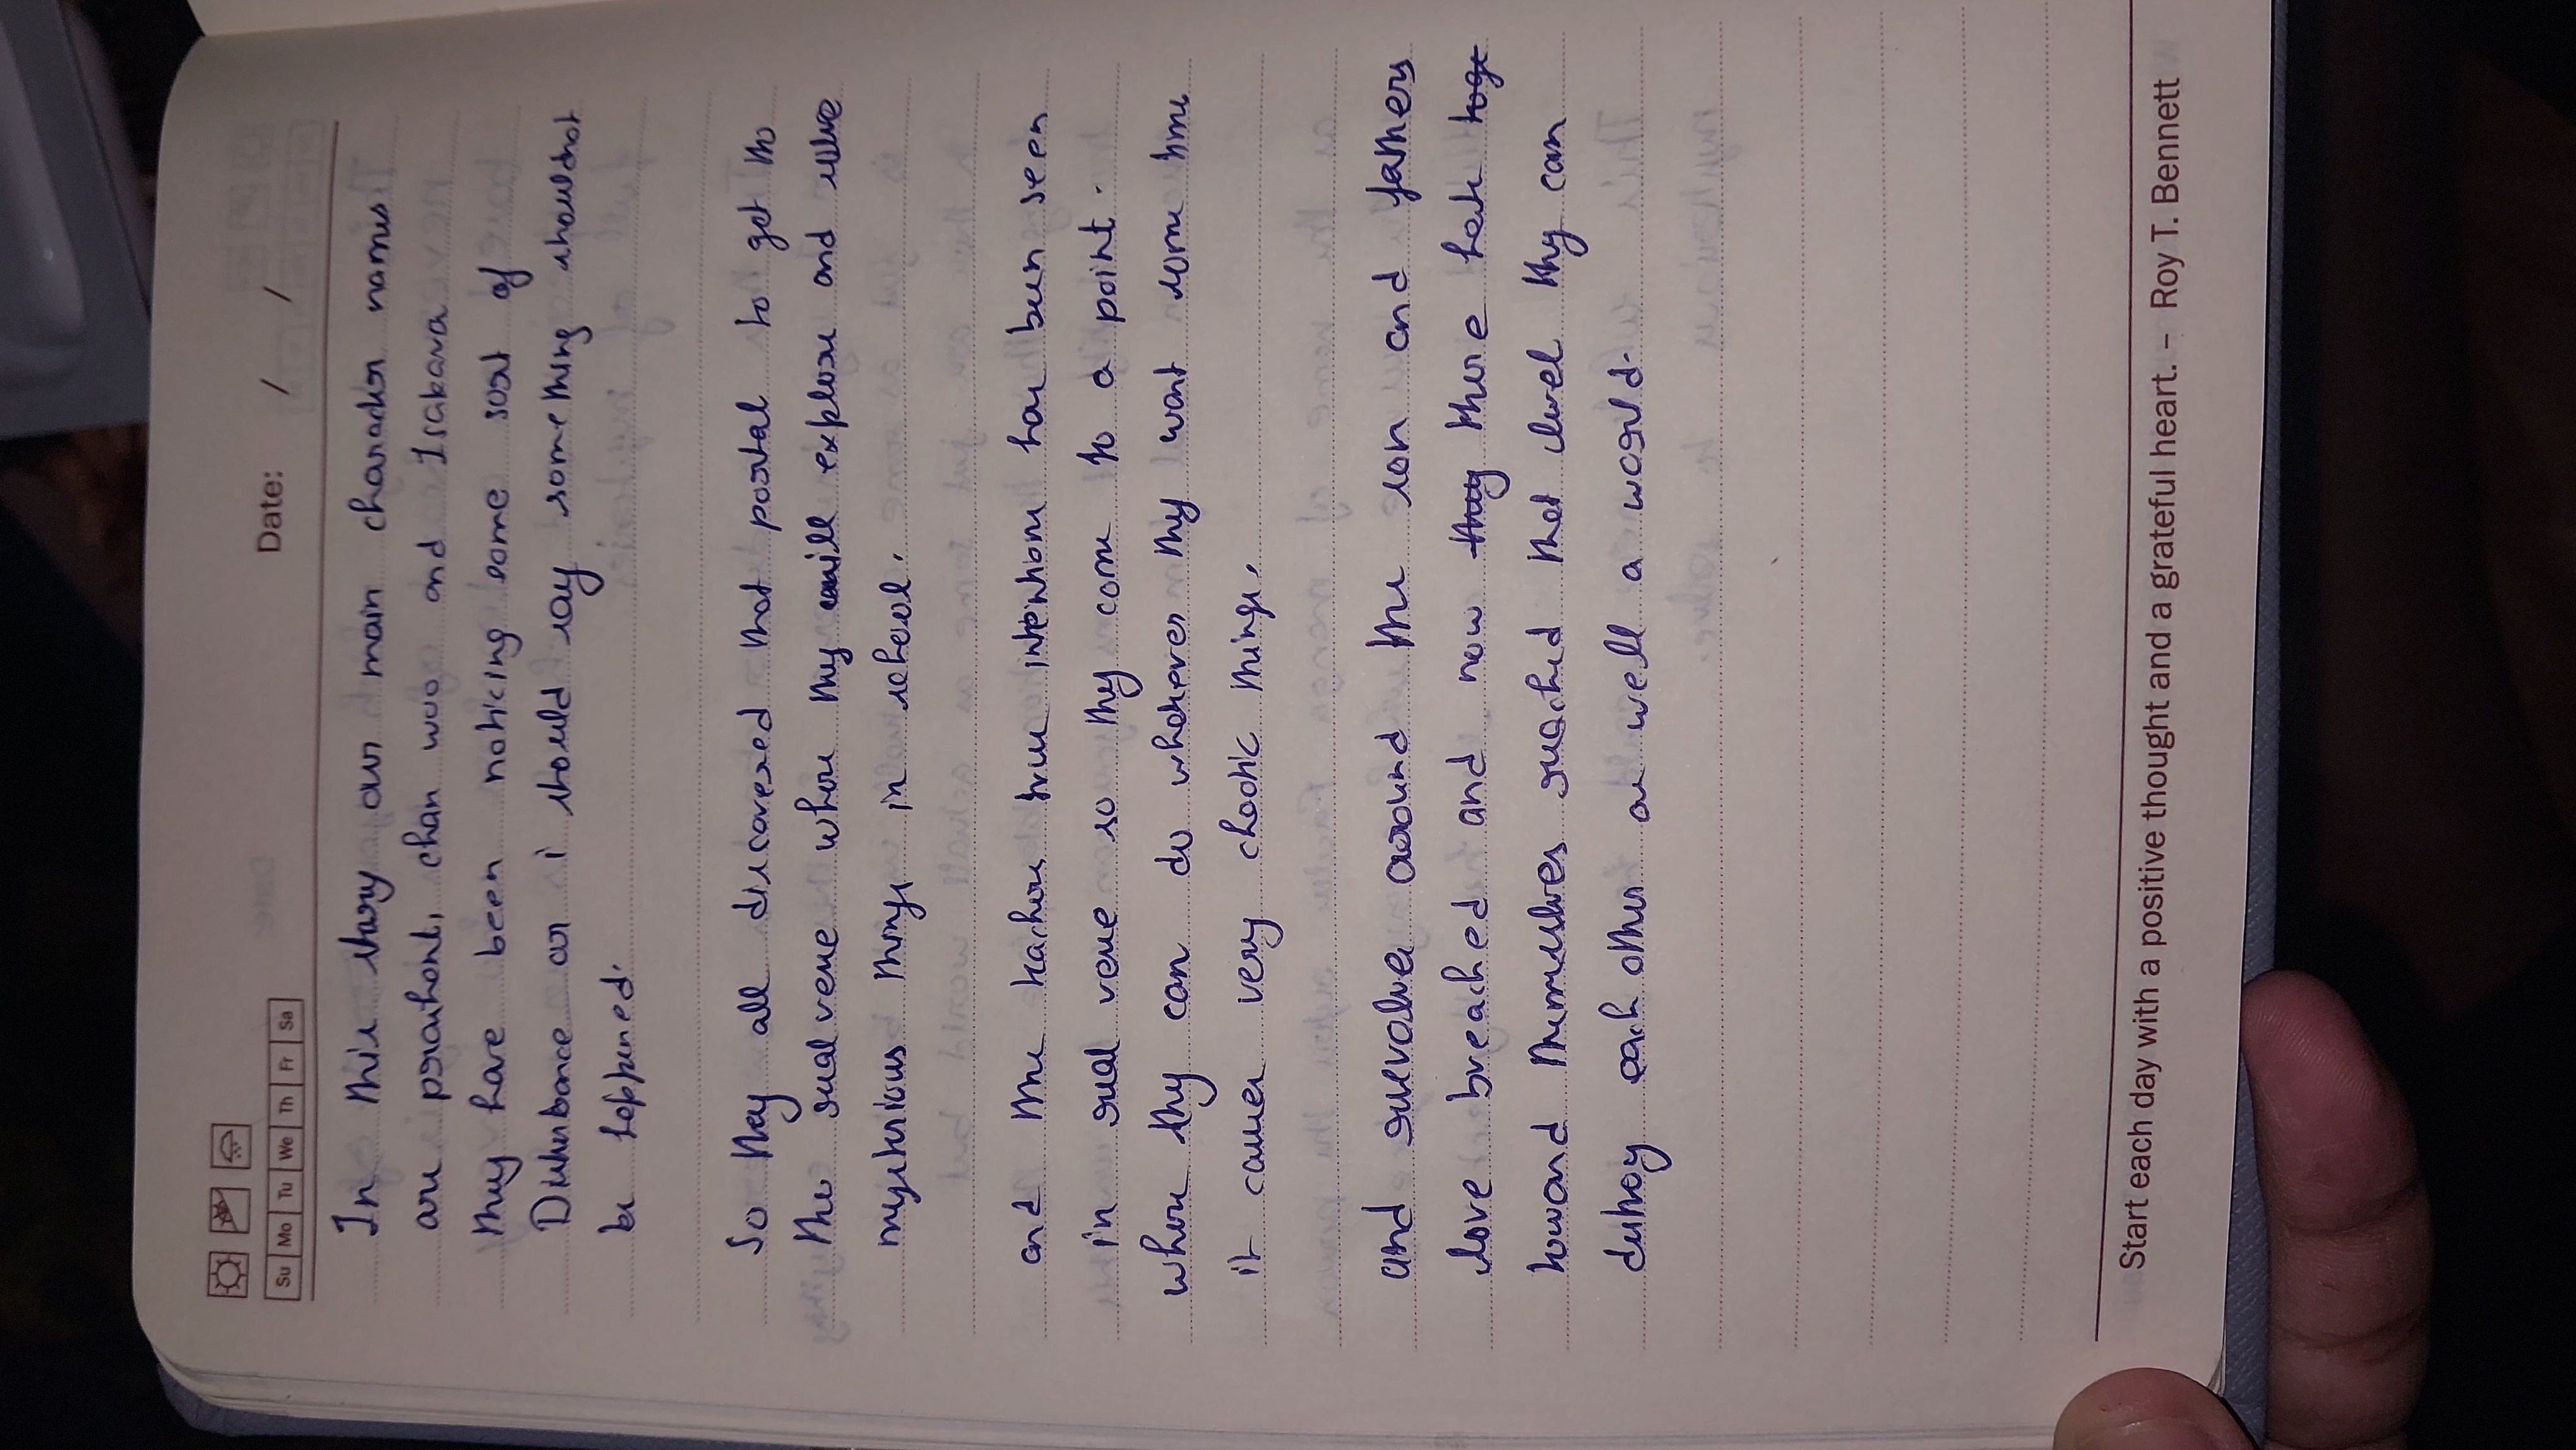 Su Mo Tu We Th Fr Sa
Date: / /
In this story our main character names
are prashant, chan woo and Isakava
they have been noticing some sort of
Disturbance or i should say something shouldnot
be happened.
So they all discovered that portal to get to
the realverse where they will explore and solve
mysterious things in school.
and the teachers true intentions has been seen
in real verse so they come to a point.
where they can do whatever they want some time
it causes very chaotic things.
and revolves around the son and fathers
love breached and now there hate
toward themselves reached that level they can
destroy each other as well a world.
Start each day with a positive thought and a grateful heart. – Roy T. Bennett